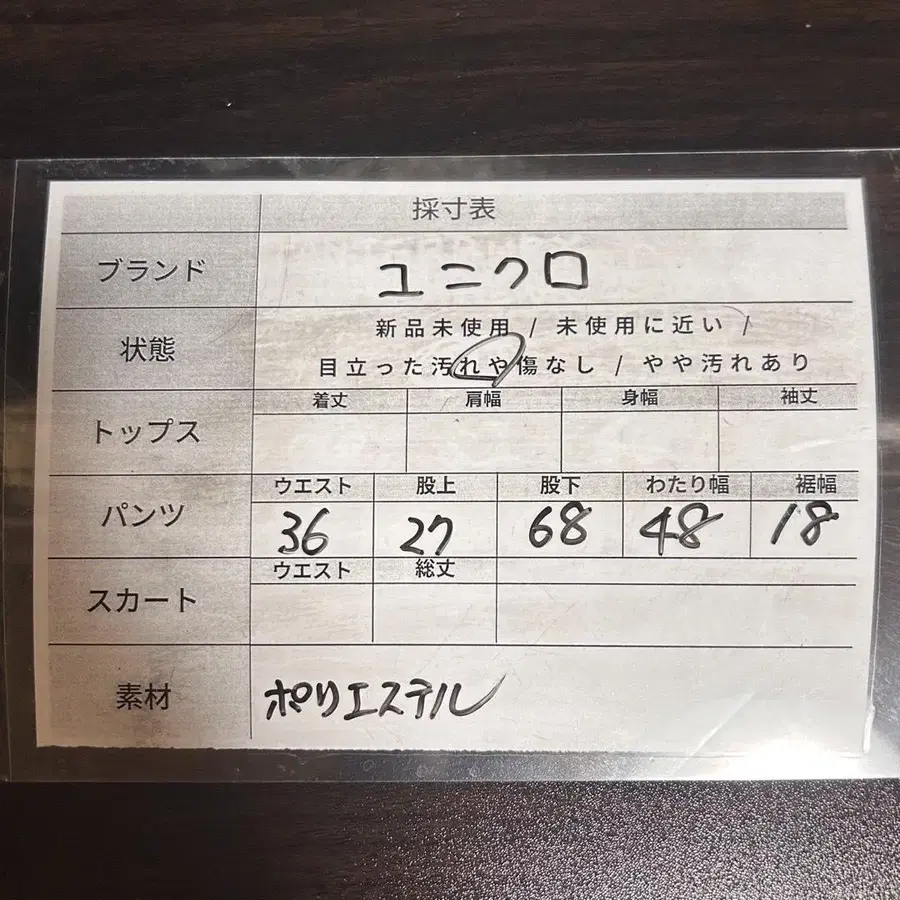 採寸表
ブランド ユニクロ
状態 新品未使用 / 未使用に近い /
目立った汚れや傷なし / やや汚れあり
トップス 着丈 肩幅 身幅 袖丈
パンツ ウエスト 股上 股下 わたり幅 裾幅
36 27 68 48 18
スカート ウエスト 総丈
素材 ポリエステル